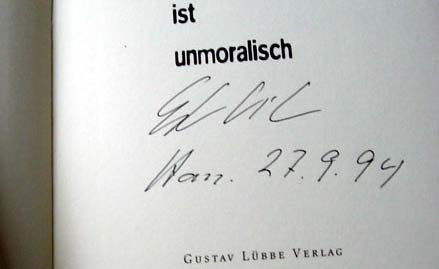 ist
unmoralisch
Han. 27.9.94
GUSTAV LÜBBE VERLAG